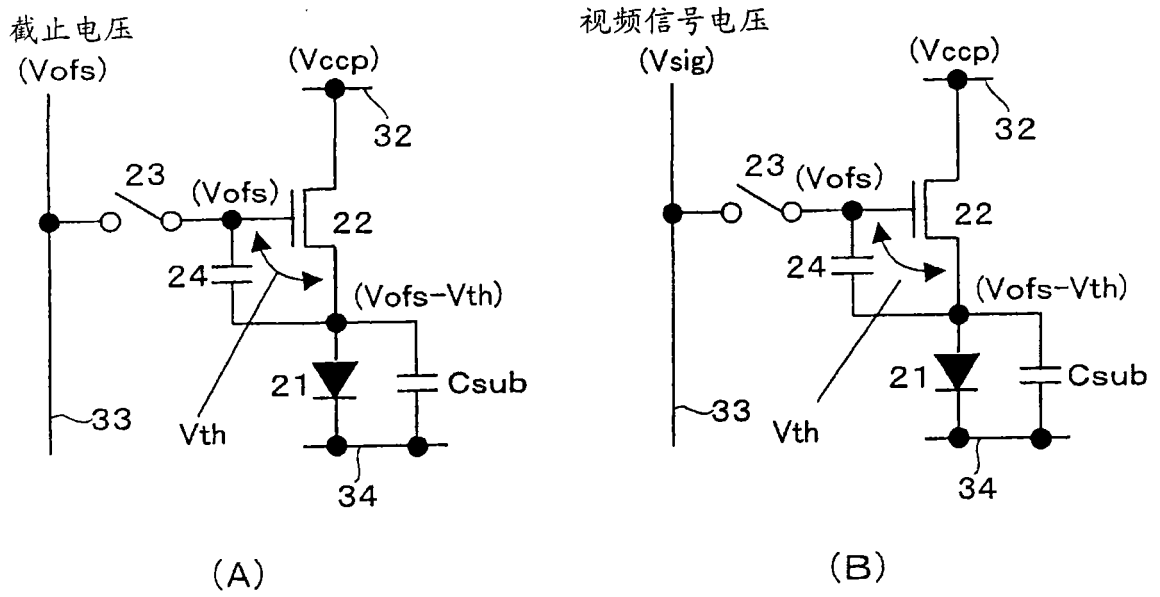 截止电压
(Vofs)
(Vccp)
32
23
(Vofs)
22
24
(Vofs-Vth)
21
Csub
33
Vth
34
(A)
视频信号电压
(Vsig)
(Vccp)
32
23
(Vofs)
22
24
(Vofs-Vth)
21
Csub
33
Vth
34
(B)